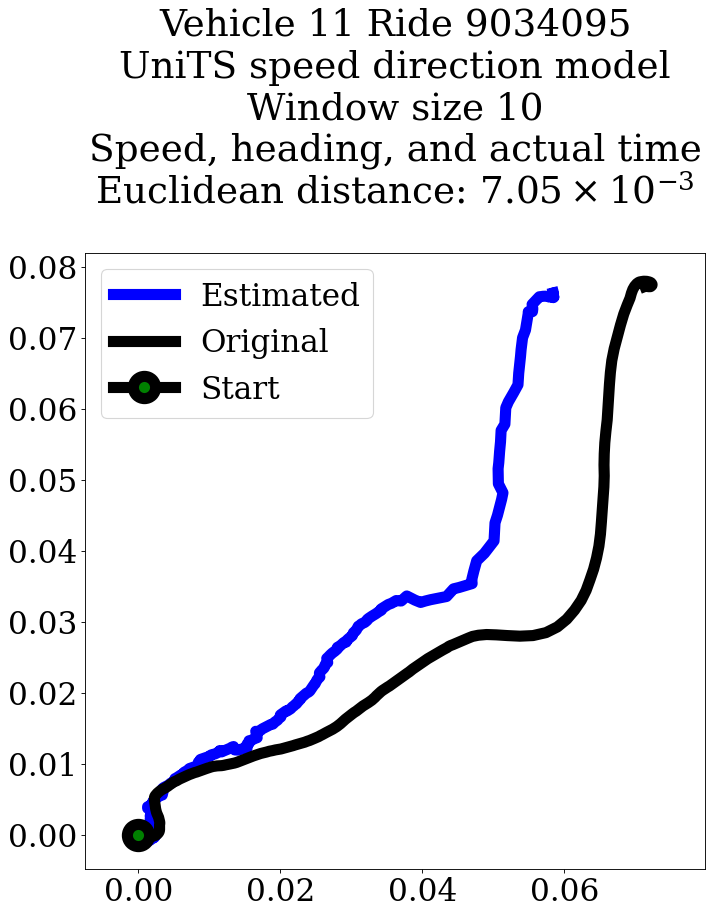 Vehicle 11 Ride 9034095
UniTS speed direction model
Window size 10
Speed, heading, and actual time
Euclidean distance: 7.05 × 10⁻³
0.08
Estimated
Original
Start
0.07
0.06
0.05
0.04
0.03
0.02
0.01
0.00
0.00 0.02 0.04 0.06